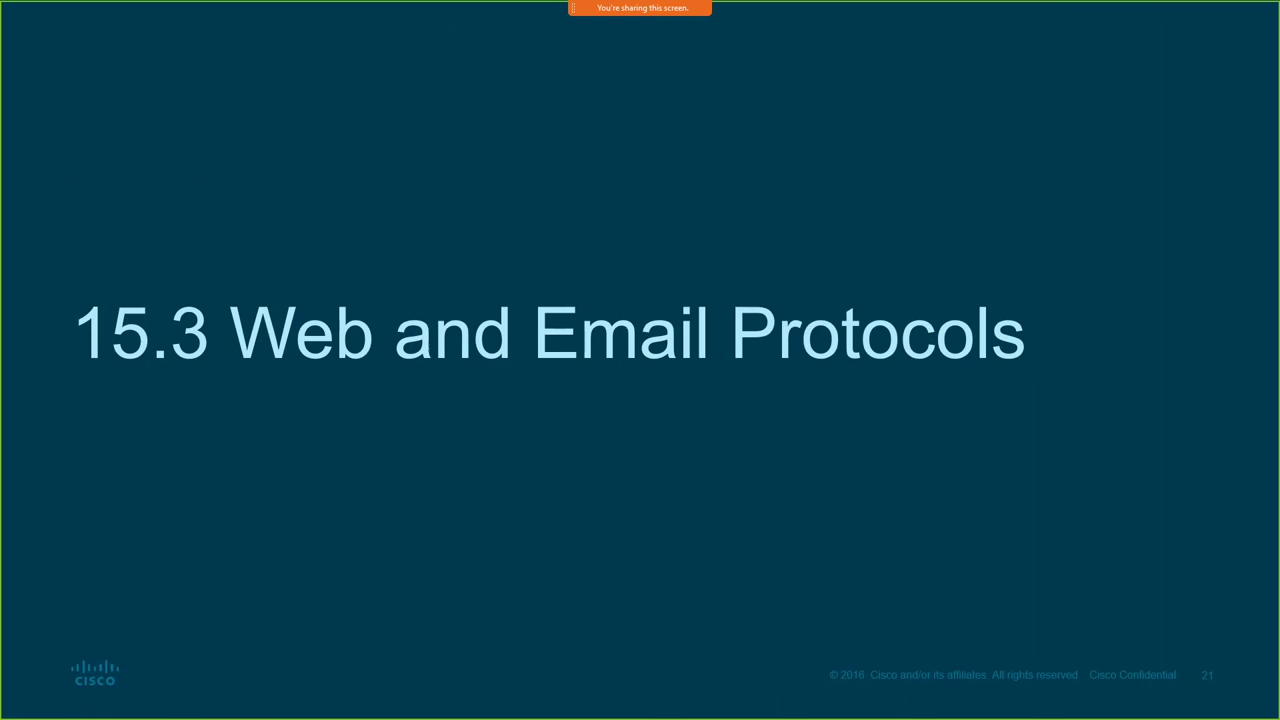 You're sharing this screen.
15.3 Web and Email Protocols
CISCO
© 2016 Cisco and/or its affiliates. All rights reserved Cisco Confidential 21